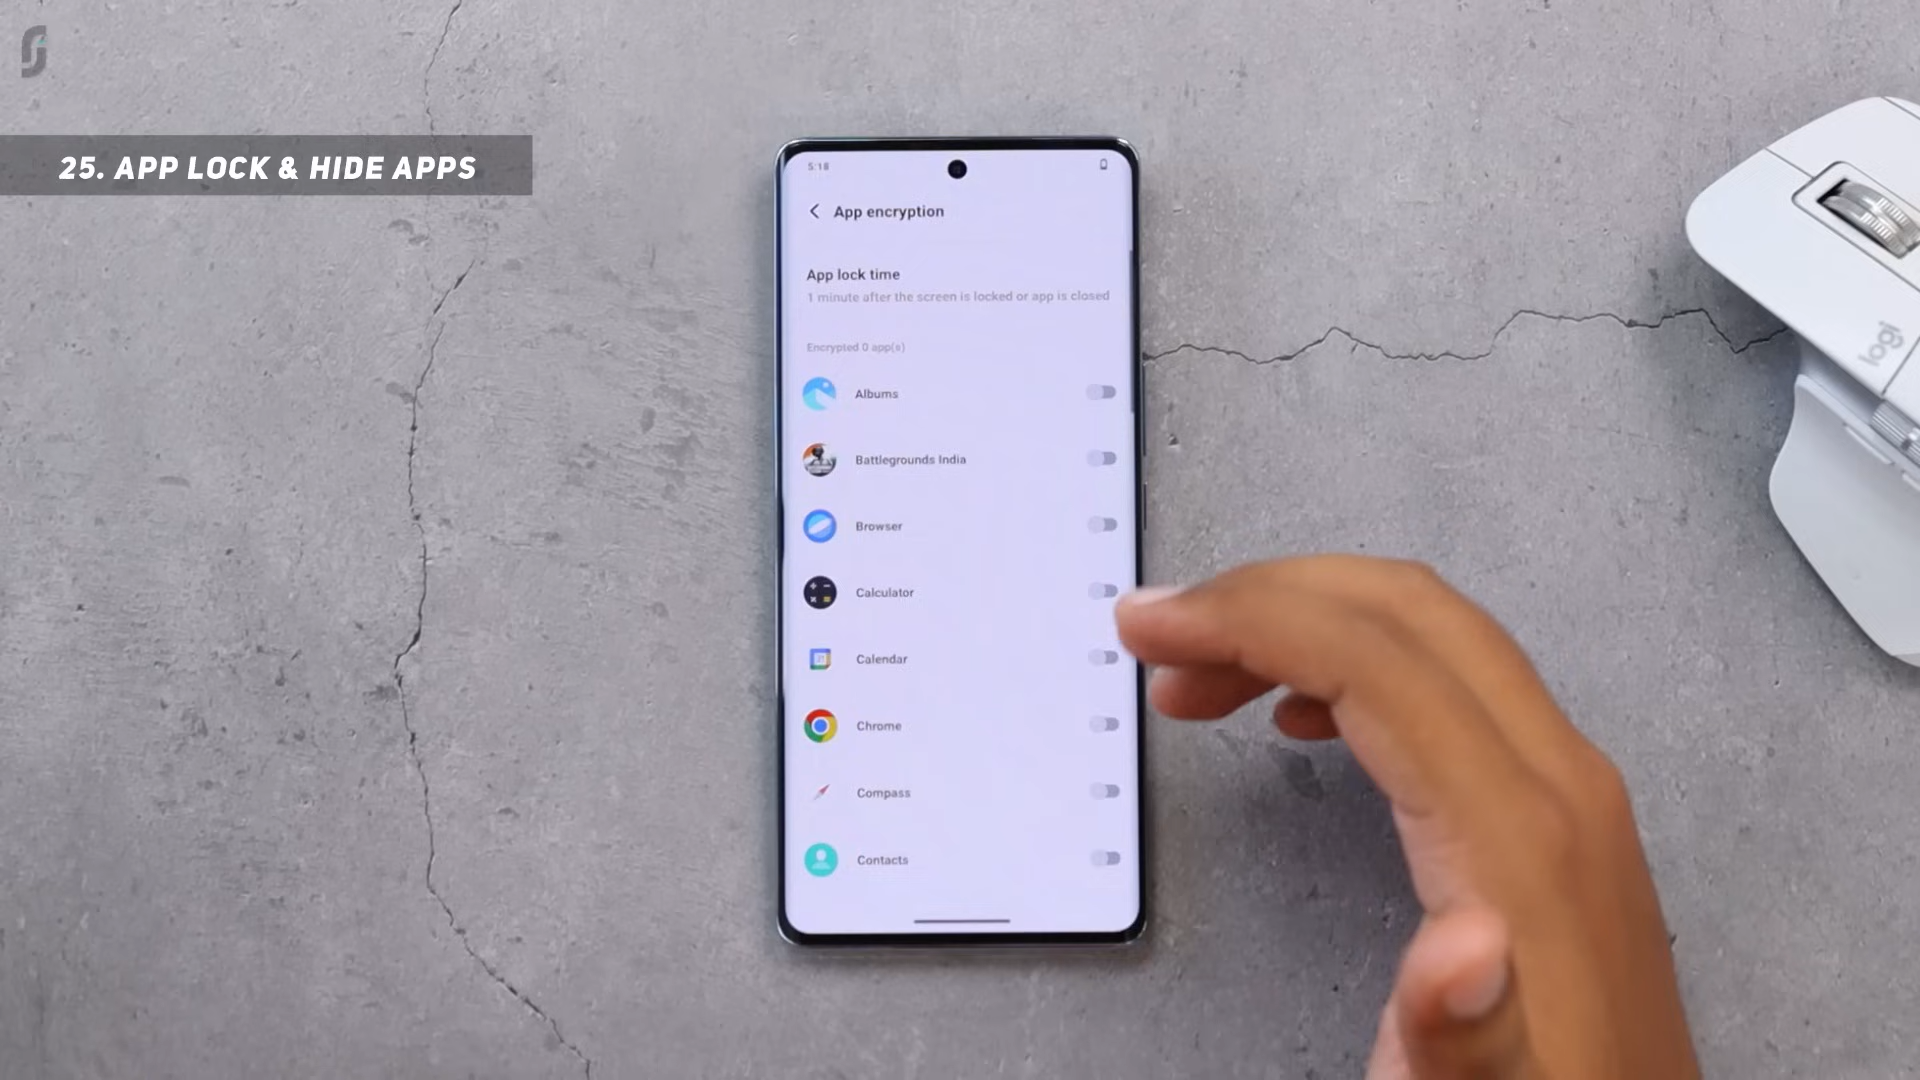 25. APP LOCK & HIDE APPS
5:18
App encryption
App lock time
1 minute after the screen is locked or app is closed
Encrypted 0 app(s)
Albums
Battlegrounds India
Browser
Calculator
Calendar
Chrome
Compass
Contacts
logi